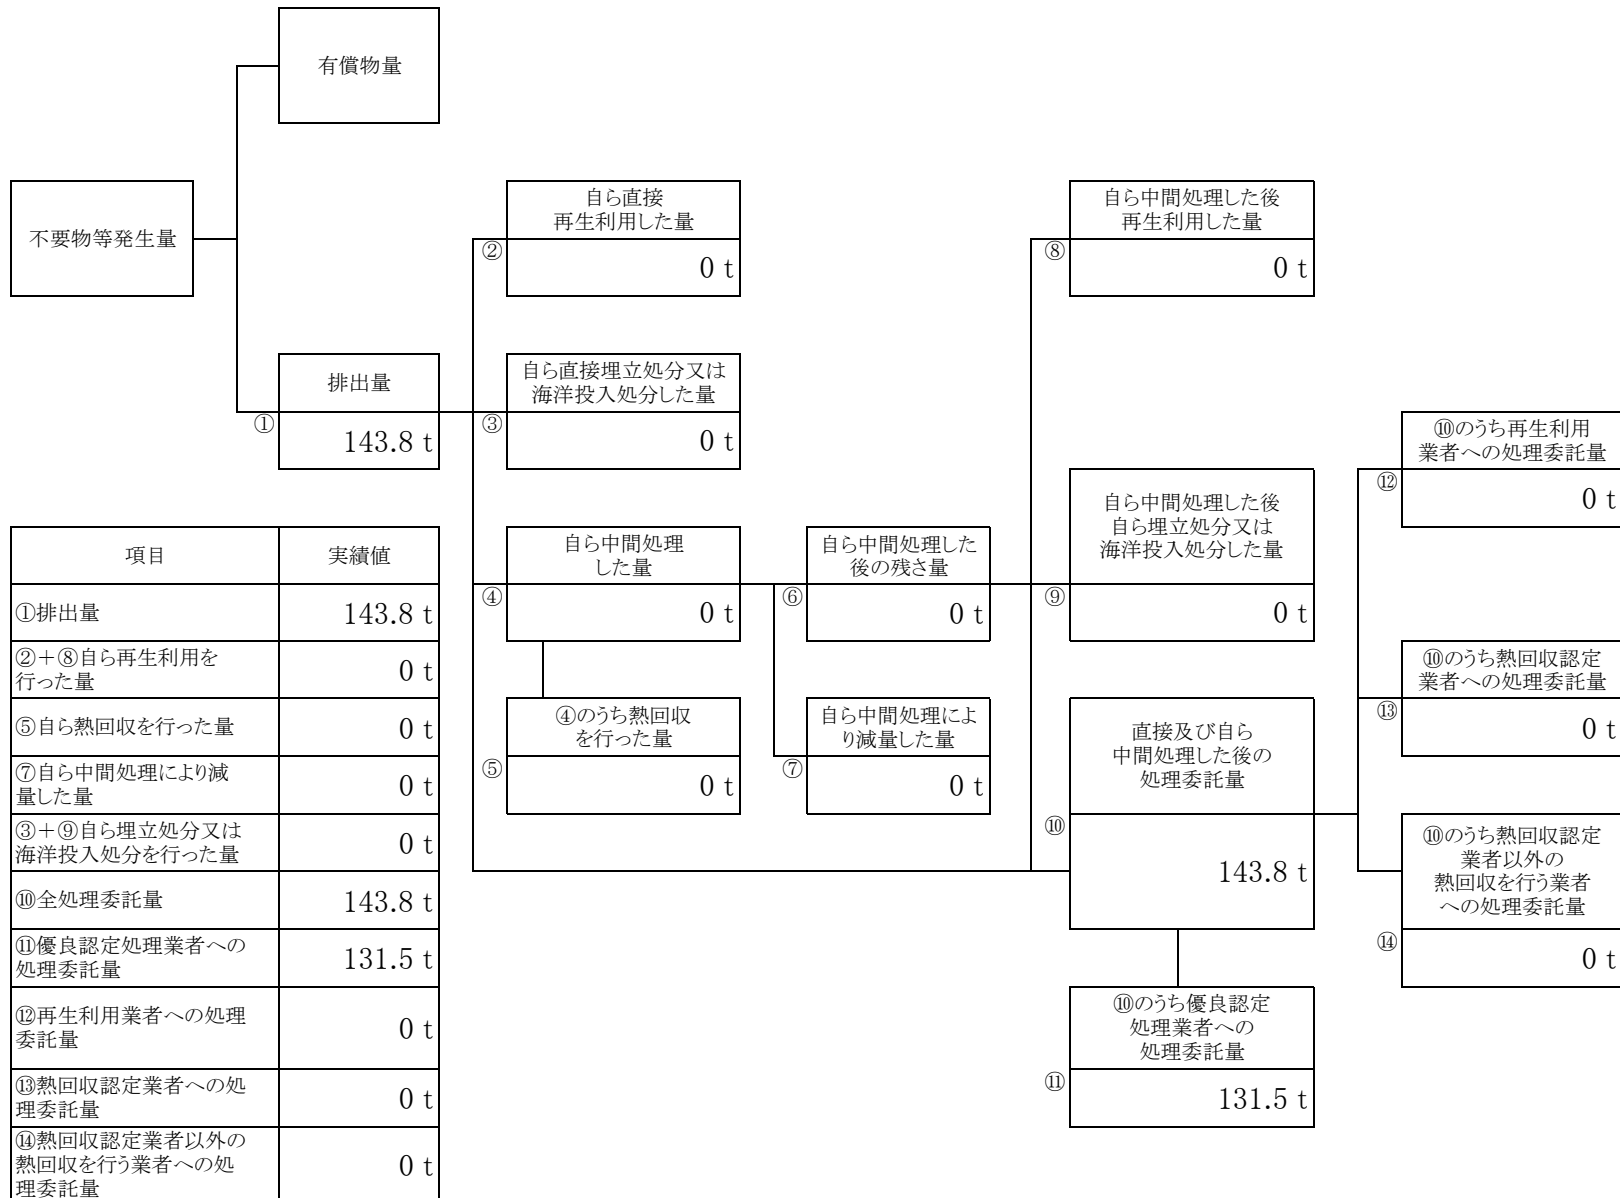 有償物量
不要物等発生量
自ら直接
再生利用した量
②
0 t
自ら中間処理した後
再生利用した量
⑧
0 t
排出量
①
143.8 t
自ら直接埋立処分又は
海洋投入処分した量
③
0 t
⑩のうち再生利用
業者への処理委託量
⑫
0 t
自ら中間処理
した量
④
0 t
自ら中間処理した
後の残さ量
⑥
0 t
自ら中間処理した後
自ら埋立処分又は
海洋投入処分した量
⑨
0 t
⑩のうち熱回収認定
業者への処理委託量
⑬
0 t
④のうち熱回収
を行った量
⑤
0 t
自ら中間処理によ
り減量した量
⑦
0 t
直接及び自ら
中間処理した後の
処理委託量
⑩
143.8 t
⑩のうち熱回収認定
業者以外の
熱回収を行う業者
への処理委託量
⑭
0 t
⑩のうち優良認定
処理業者への
処理委託量
⑪
131.5 t
項目 実績値
①排出量 143.8 t
②＋⑧自ら再生利用を
行った量 0 t
⑤自ら熱回収を行った量 0 t
⑦自ら中間処理により減
量した量 0 t
③＋⑨自ら埋立処分又は
海洋投入処分を行った量 0 t
⑩全処理委託量 143.8 t
⑪優良認定処理業者への
処理委託量 131.5 t
⑫再生利用業者への処理
委託量 0 t
⑬熱回収認定業者への処
理委託量 0 t
⑭熱回収認定業者以外の
熱回収を行う業者への処
理委託量 0 t